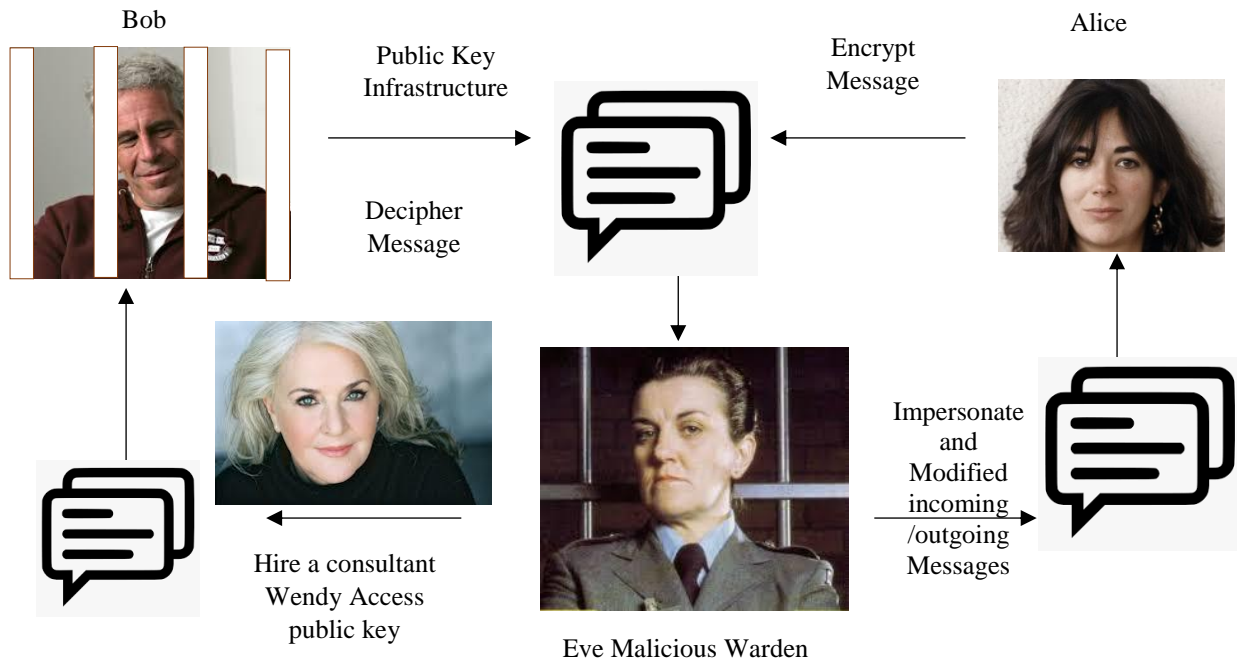 Bob
Alice
Public Key
Infrastructure
Encrypt
Message
Decipher
Message
Impersonate
and
Modified
incoming
/outgoing
Messages
Hire a consultant
Wendy Access
public key
Eve Malicious Warden